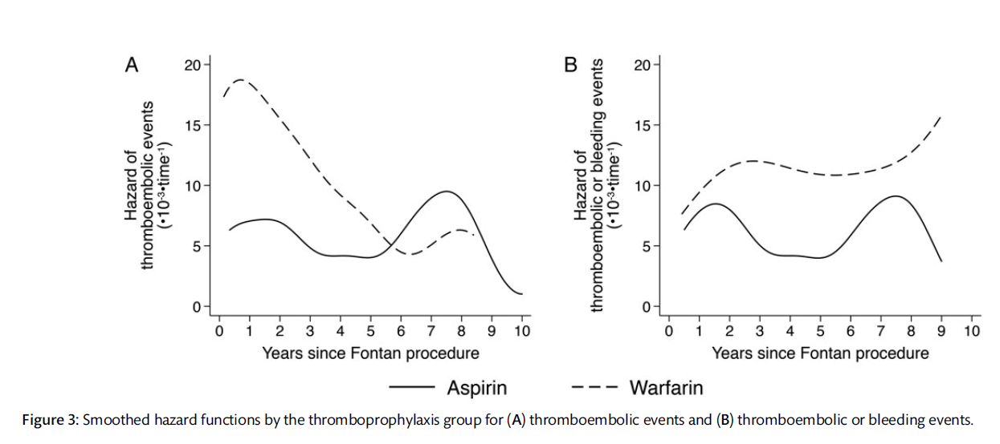 A
Hazard of
thromboembolic events
(•10-3•time-1)
20
15
10
5
0
0 1 2 3 4 5 6 7 8 9 10
Years since Fontan procedure
B
Hazard of
thromboembolic or bleeding events
(•10-3•time-1)
20
15
10
5
0
0 1 2 3 4 5 6 7 8 9 10
Years since Fontan procedure
Aspirin Warfarin
Figure 3: Smoothed hazard functions by the thromboprophylaxis group for (A) thromboembolic events and (B) thromboembolic or bleeding events.